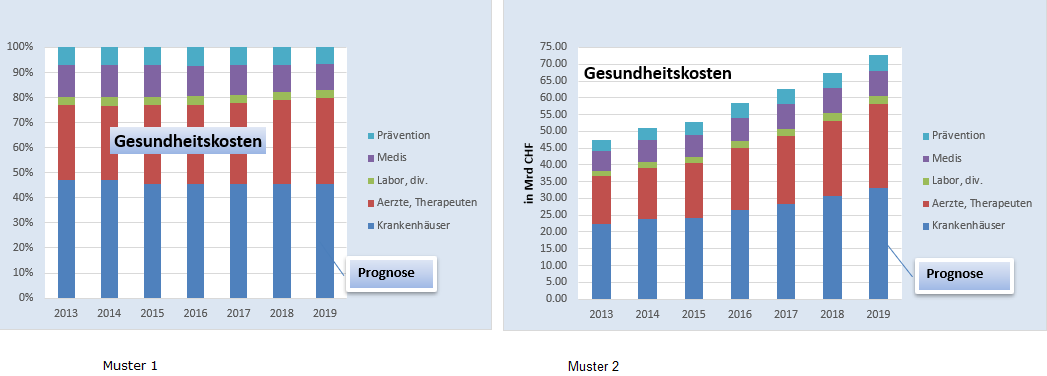 100%
90%
80%
70%
60%
50%
40%
30%
20%
10%
0%
Gesundheitskosten
Prävention
Medis
Labor, div.
Aerzte, Therapeuten
Krankenhäuser
Prognose
2013 2014 2015 2016 2017 2018 2019
Muster 1
75.00
70.00
65.00
60.00
55.00
50.00
45.00
40.00
35.00
30.00
25.00
20.00
15.00
10.00
5.00
0.00
in Mrd CHF
Gesundheitskosten
Prävention
Medis
Labor, div.
Aerzte, Therapeuten
Krankenhäuser
Prognose
2013 2014 2015 2016 2017 2018 2019
Muster 2